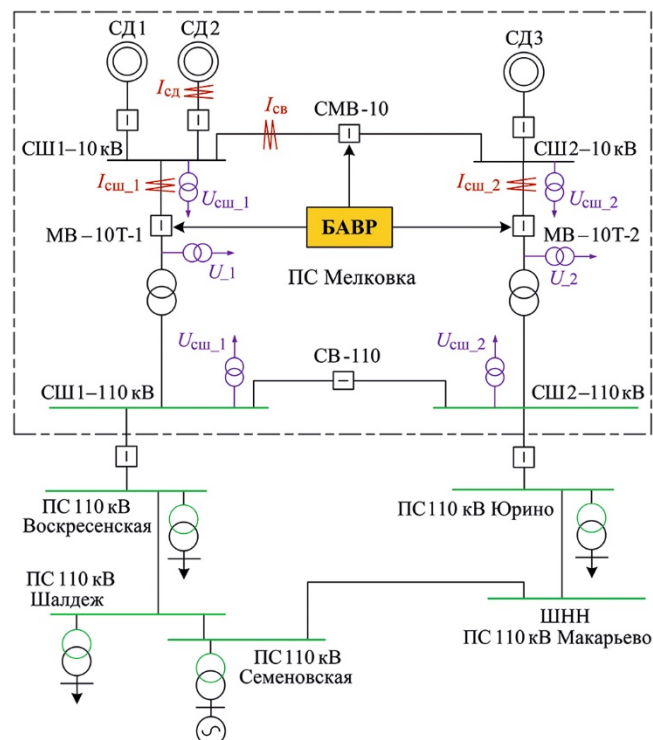 СД1
СД2
СД3
Iсд
Iсв
СМВ-10
СШ1–10 кВ
СШ2–10 кВ
Iсш_1
Uсш_1
Iсш_2
Uсш_2
БАВР
МВ–10Т-1
МВ–10Т-2
U_1
ПС Мелковка
U_2
Uсш_1
СВ-110
Uсш_2
СШ1–110 кВ
СШ2–110 кВ
ПС 110 кВ
Воскресенская
ПС 110 кВ Юрино
ПС 110 кВ
Шалдеж
ШНН
ПС 110 кВ Макарьево
ПС 110 кВ
Семеновская